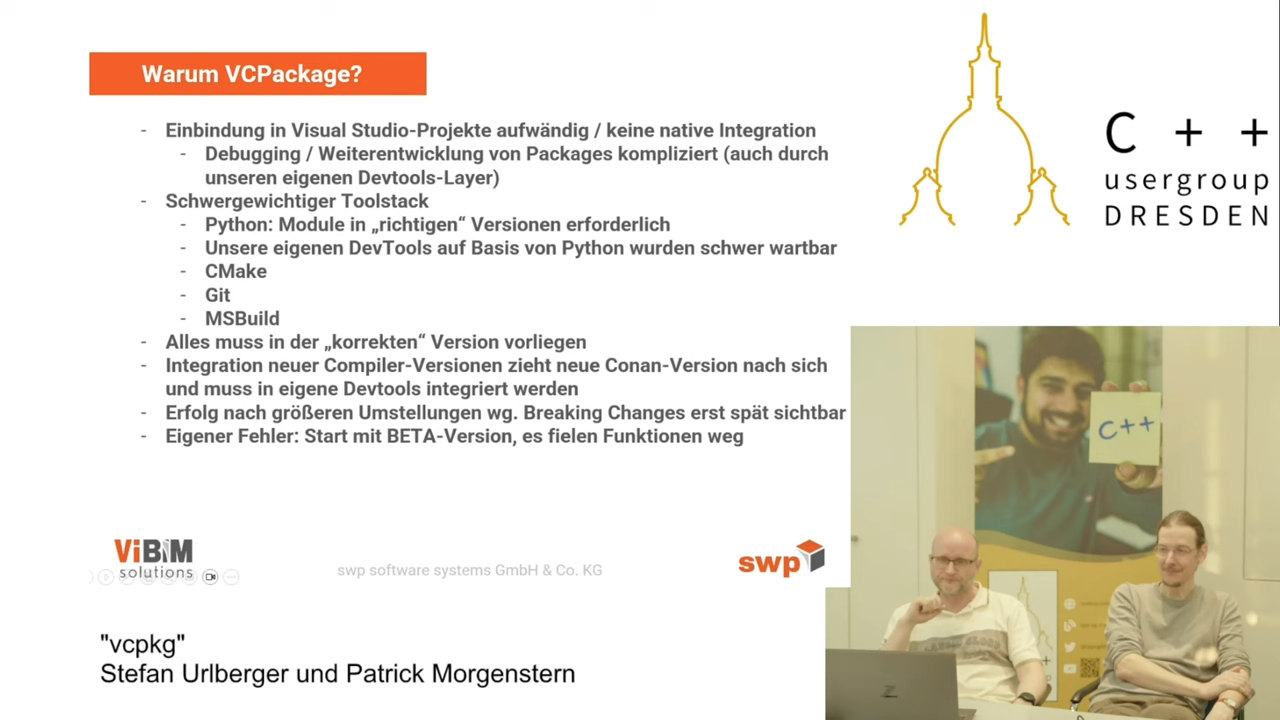 Warum VCPackage?
- Einbindung in Visual Studio-Projekte aufwändig / keine native Integration
- Debugging / Weiterentwicklung von Packages kompliziert (auch durch
unseren eigenen Devtools-Layer)
- Schwergewichtiger Toolstack
- Python: Module in „richtigen“ Versionen erforderlich
- Unsere eigenen DevTools auf Basis von Python wurden schwer wartbar
- CMake
- Git
- MSBuild
- Alles muss in der „korrekten“ Version vorliegen
- Integration neuer Compiler-Versionen zieht neue Conan-Version nach sich
und muss in eigene Devtools integriert werden
- Erfolg nach größeren Umstellungen wg. Breaking Changes erst spät sichtbar
- Eigener Fehler: Start mit BETA-Version, es fielen Funktionen weg
ViBIM
solutions
swp software systems GmbH & Co. KG
swp
C + +
usergroup
DRESDEN
C++
"vcpkg"
Stefan Urlberger und Patrick Morgenstern